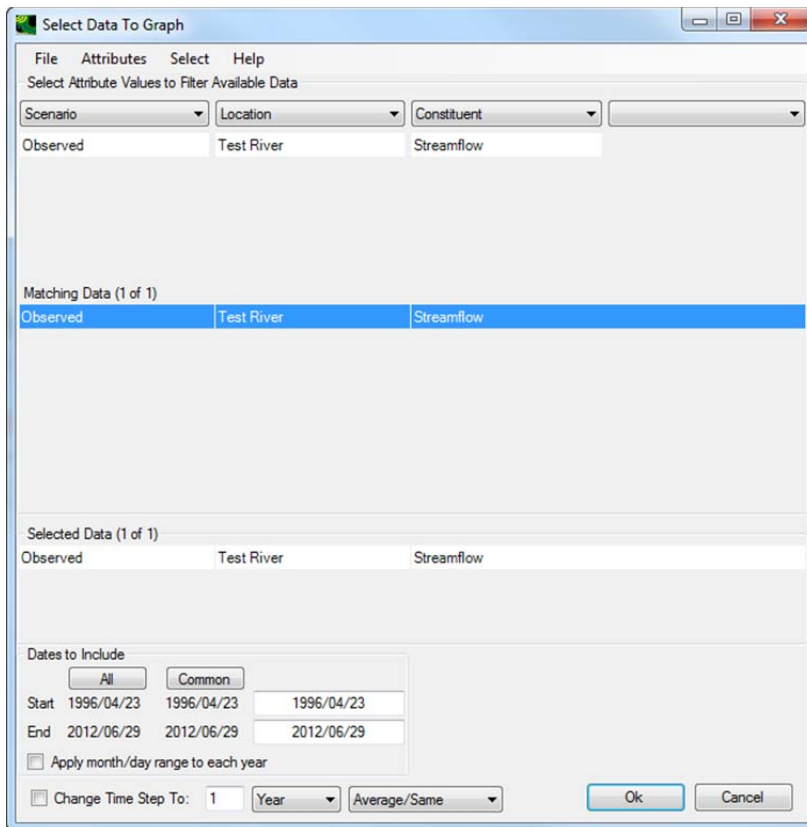 Select Data To Graph
File Attributes Select Help
Select Attribute Values to Filter Available Data
Scenario Location Constituent
Observed Test River Streamflow
Matching Data (1 of 1)
Observed Test River Streamflow
Selected Data (1 of 1)
Observed Test River Streamflow
Dates to Include
All Common
Start 1996/04/23 1996/04/23 1996/04/23
End 2012/06/29 2012/06/29 2012/06/29
Apply month/day range to each year
Change Time Step To: 1 Year Average/Same Ok Cancel